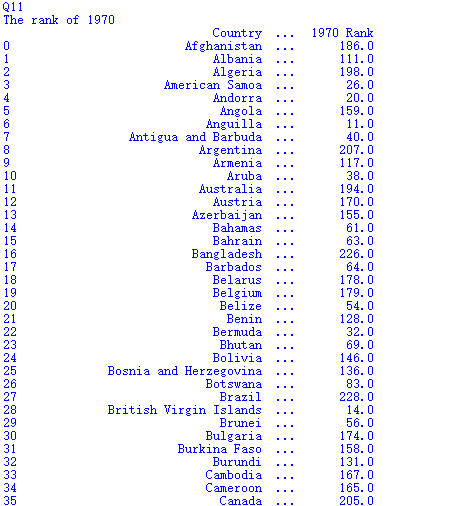 Q11
The rank of 1970
Country ... 1970 Rank
0 Afghanistan ... 186.0
1 Albania ... 111.0
2 Algeria ... 198.0
3 American Samoa ... 26.0
4 Andorra ... 20.0
5 Angola ... 159.0
6 Anguilla ... 11.0
7 Antigua and Barbuda ... 40.0
8 Argentina ... 207.0
9 Armenia ... 117.0
10 Aruba ... 38.0
11 Australia ... 194.0
12 Austria ... 170.0
13 Azerbaijan ... 155.0
14 Bahamas ... 61.0
15 Bahrain ... 63.0
16 Bangladesh ... 226.0
17 Barbados ... 64.0
18 Belarus ... 178.0
19 Belgium ... 179.0
20 Belize ... 54.0
21 Benin ... 128.0
22 Bermuda ... 32.0
23 Bhutan ... 69.0
24 Bolivia ... 146.0
25 Bosnia and Herzegovina ... 136.0
26 Botswana ... 83.0
27 Brazil ... 228.0
28 British Virgin Islands ... 14.0
29 Brunei ... 56.0
30 Bulgaria ... 174.0
31 Burkina Faso ... 158.0
32 Burundi ... 131.0
33 Cambodia ... 167.0
34 Cameroon ... 165.0
35 Canada ... 205.0